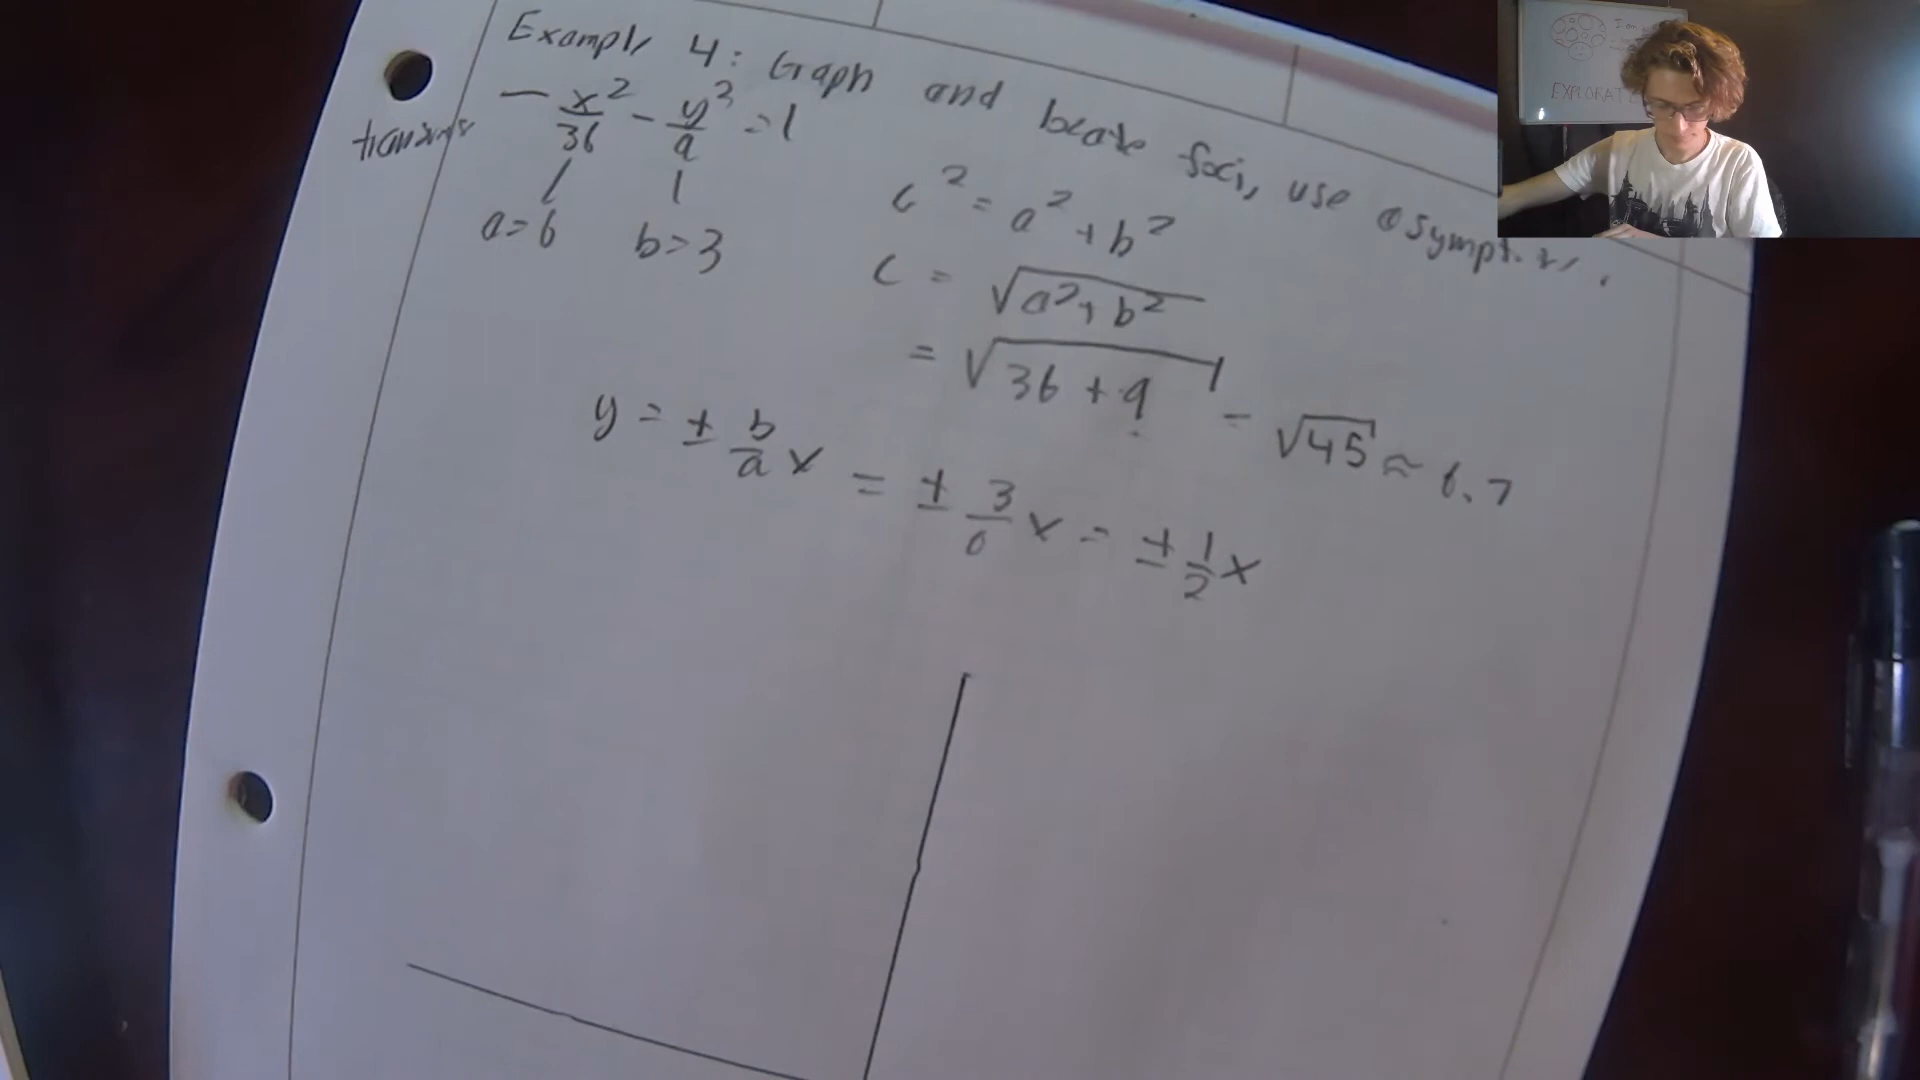 Example 4: Graph and locate foci, use asymptotes.
— x²/36 - y²/9 = 1
a=6 b=3
c² = a² + b²
c = √a²+b²
= √36+9 = √45 ≈ 6.7
y = ± b/a x = ± 3/6 x = ± 1/2 x